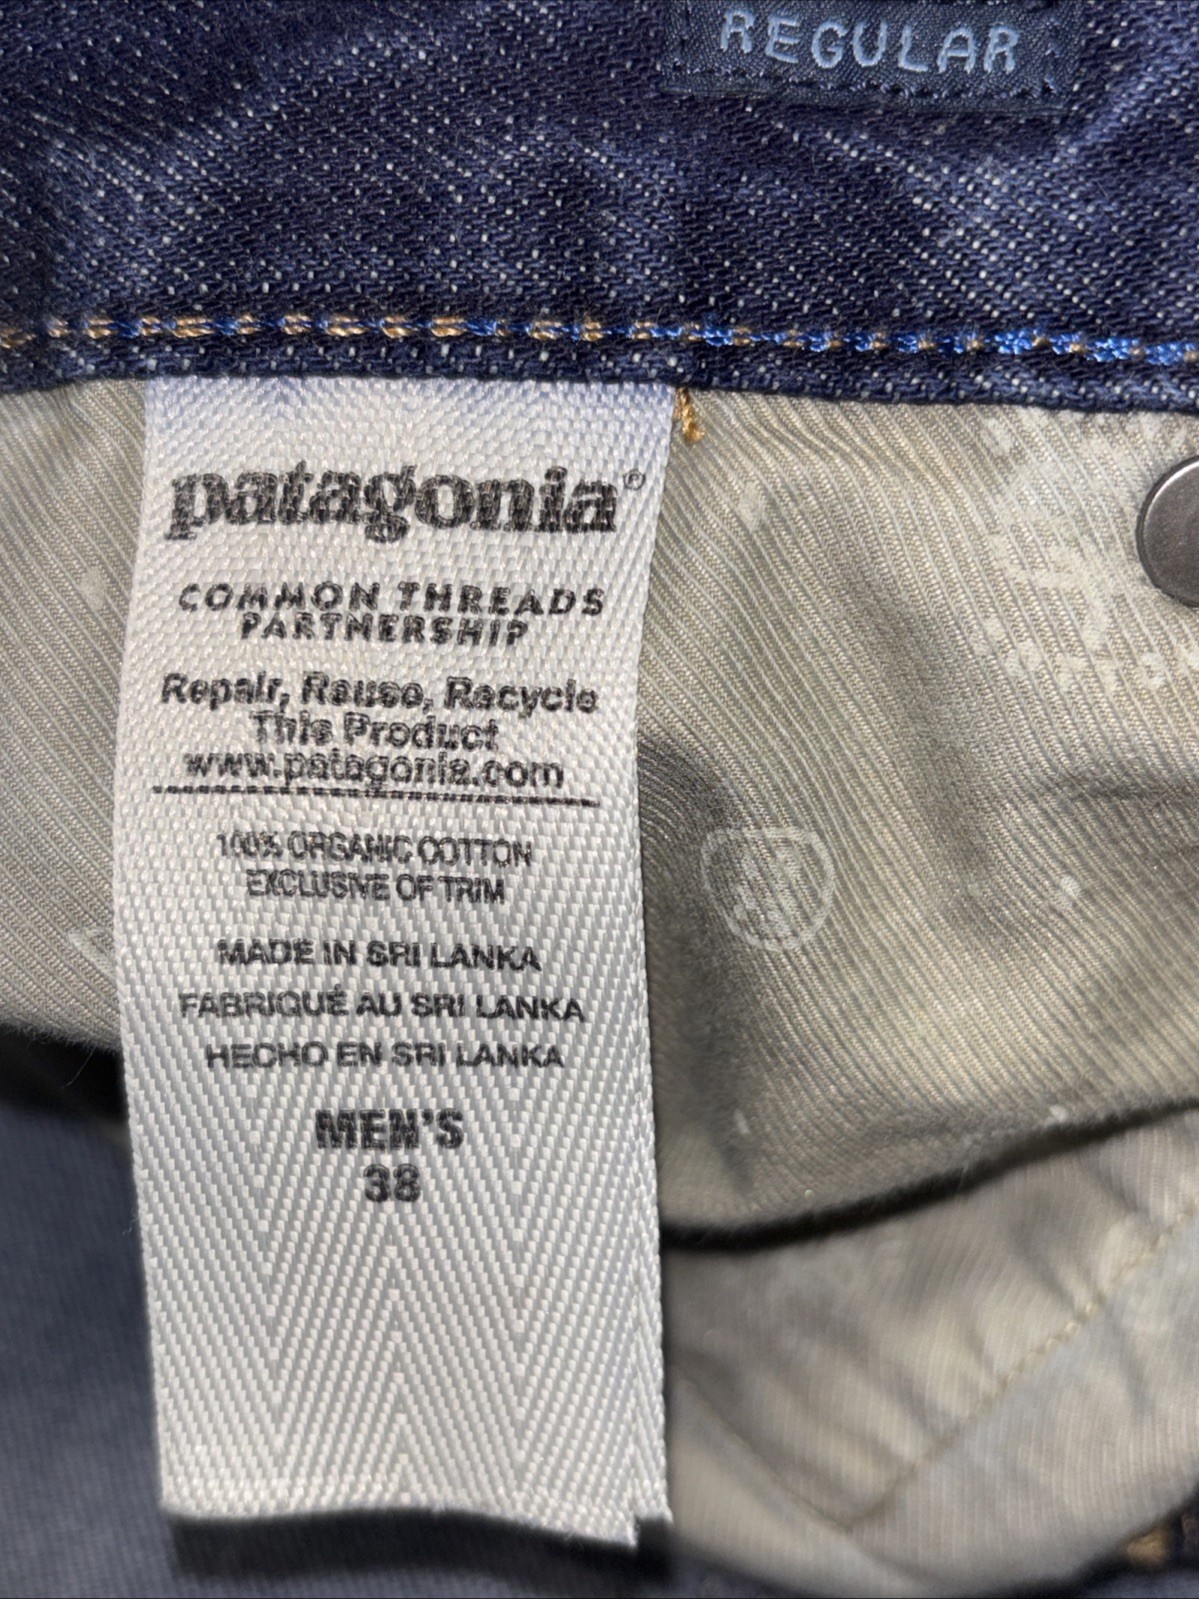 REGULAR
patagonia®
COMMON THREADS
PARTNERSHIP
Repair, Reuse, Recycle
This Product
www.patagonia.com
100% ORGANIC COTTON
EXCLUSIVE OF TRIM
MADE IN SRI LANKA
FABRIQUÉ AU SRI LANKA
HECHO EN SRI LANKA
MEN'S
38